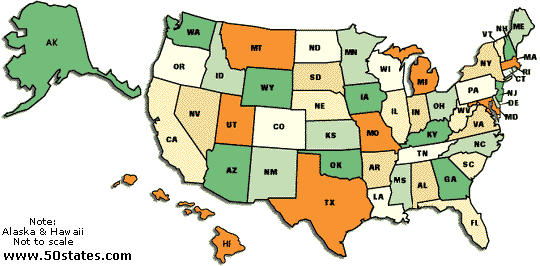 AK
WA
OR
CA
ID
NV
MT
WY
UT
AZ
CO
NM
ND
SD
NE
KS
OK
TX
MN
IA
MO
AR
LA
WI
IL
MI
IN
OH
KY
TN
MS
AL
GA
FL
SC
NC
VA
WV
PA
NY
VT
NH
ME
MA
RI
CT
NJ
DE
MD
HI
Note:
Alaska & Hawaii
Not to scale
www.50states.com